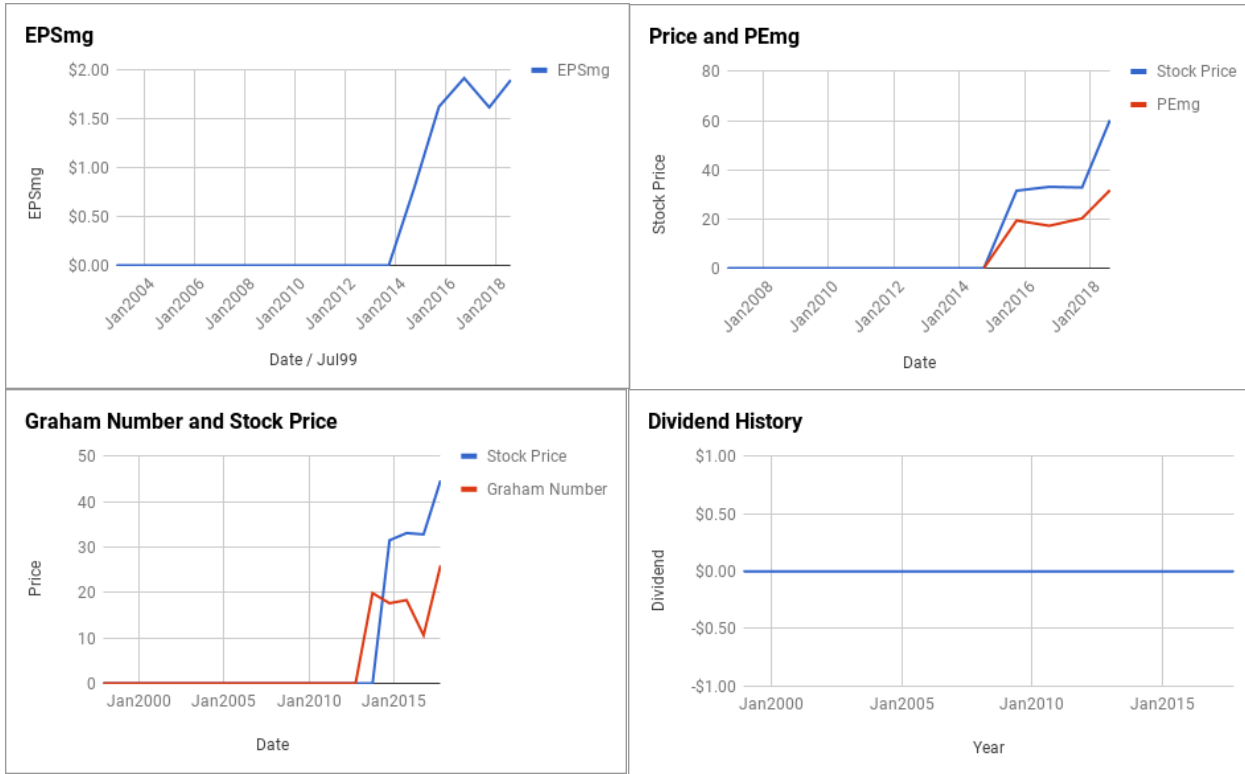 EPSmg
$2.00
$1.50
$1.00
$0.50
$0.00
EPSmg
Jan2004
Jan2006
Jan2008
Jan2010
Jan2012
Jan2014
Jan2016
Jan2018
Date / Jul99
EPSmg
Price and PEmg
80
60
40
20
0
Stock Price
Jan2008
Jan2010
Jan2012
Jan2014
Jan2016
Jan2018
Date
Stock Price
PEmg
Graham Number and Stock Price
50
40
30
20
10
0
Price
Jan2000
Jan2005
Jan2010
Jan2015
Date
Stock Price
Graham Number
Dividend History
$1.00
$0.50
$0.00
-$0.50
-$1.00
Dividend
Jan2000
Jan2005
Jan2010
Jan2015
Year